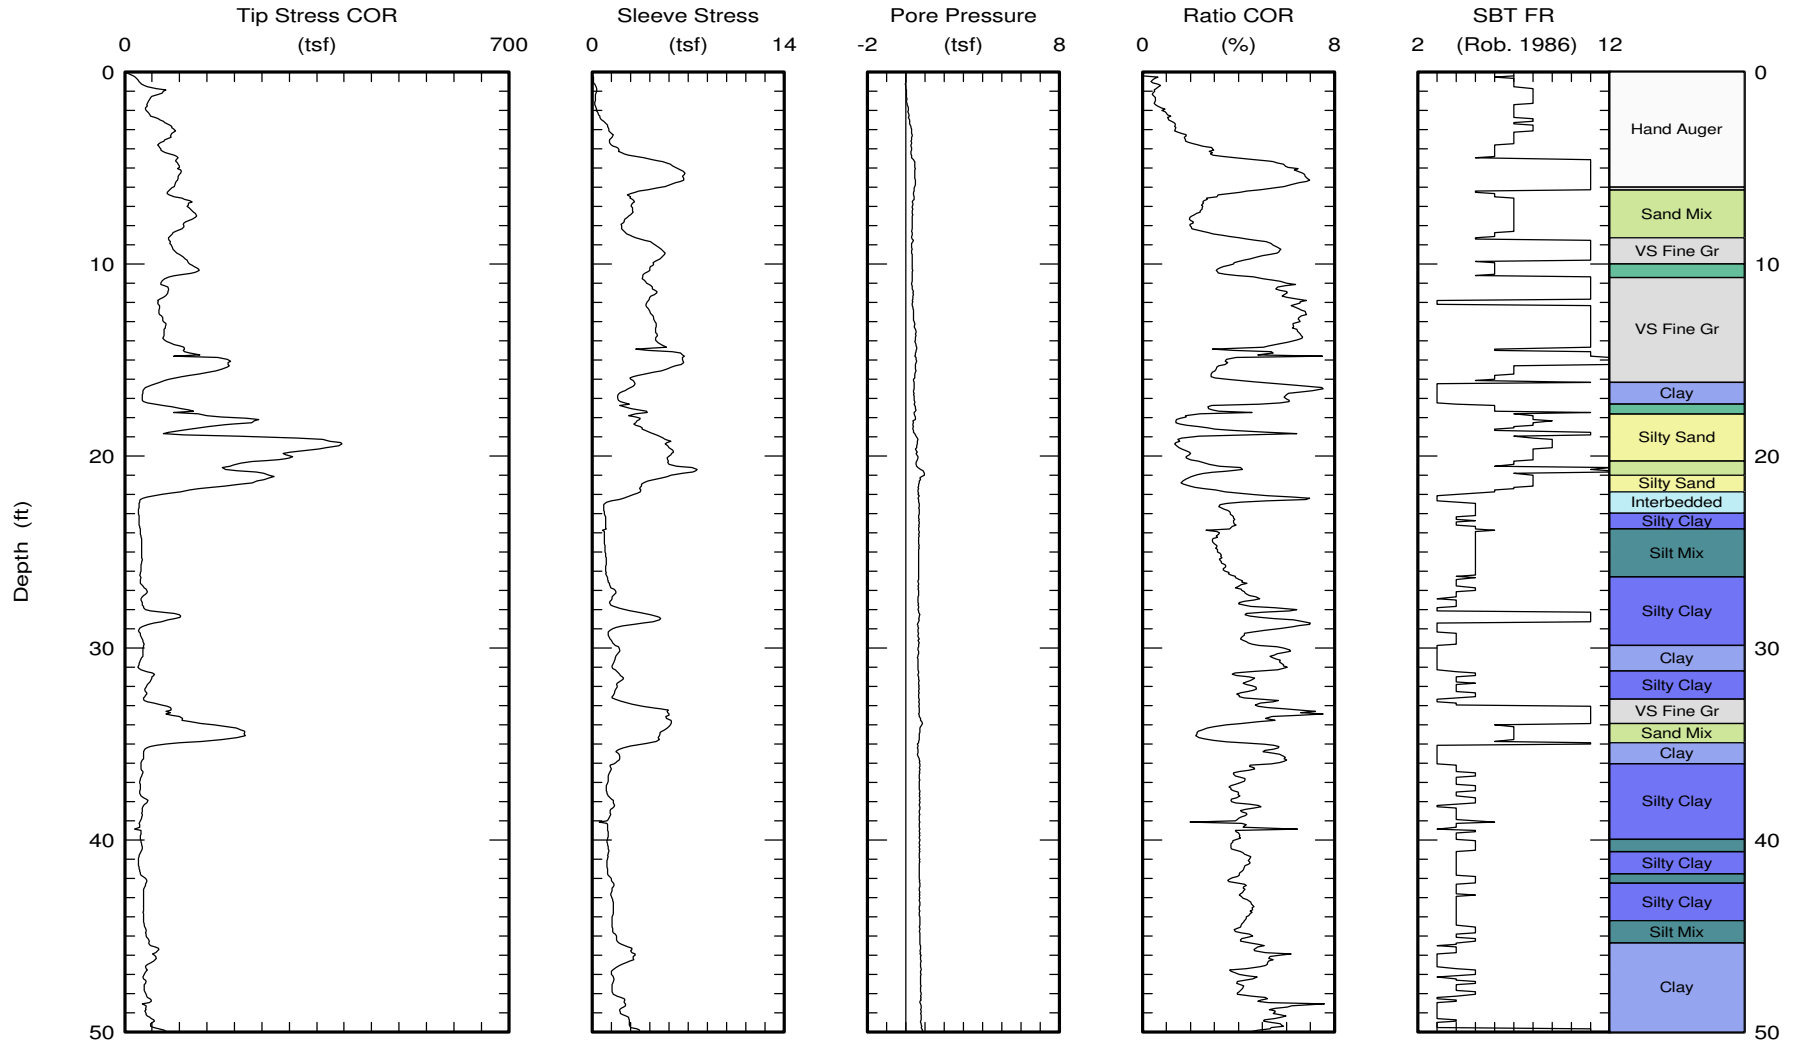 Tip Stress COR Sleeve Stress Pore Pressure Ratio COR SBT FR
0 (tsf) 700 0 (tsf) 14 -2 (tsf) 8 0 (%) 8 2 (Rob. 1986) 12
0 0
Hand Auger
Sand Mix
VS Fine Gr
10 10
VS Fine Gr
Clay
Silty Sand
20 20
Silty Sand
Interbedded
Silty Clay
Silt Mix
Depth (ft)
Silty Clay
30 30
Clay
Silty Clay
VS Fine Gr
Sand Mix
Clay
Silty Clay
40 40
Silty Clay
Silty Clay
Silt Mix
Clay
50 50